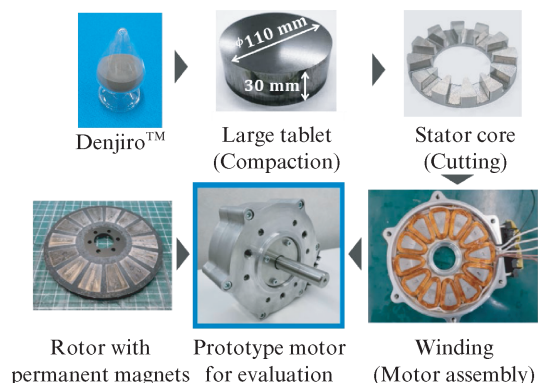 ϕ110 mm
30 mm
Denjiro™
Large tablet
(Compaction)
Stator core
(Cutting)
Rotor with
permanent magnets
Prototype motor
for evaluation
Winding
(Motor assembly)